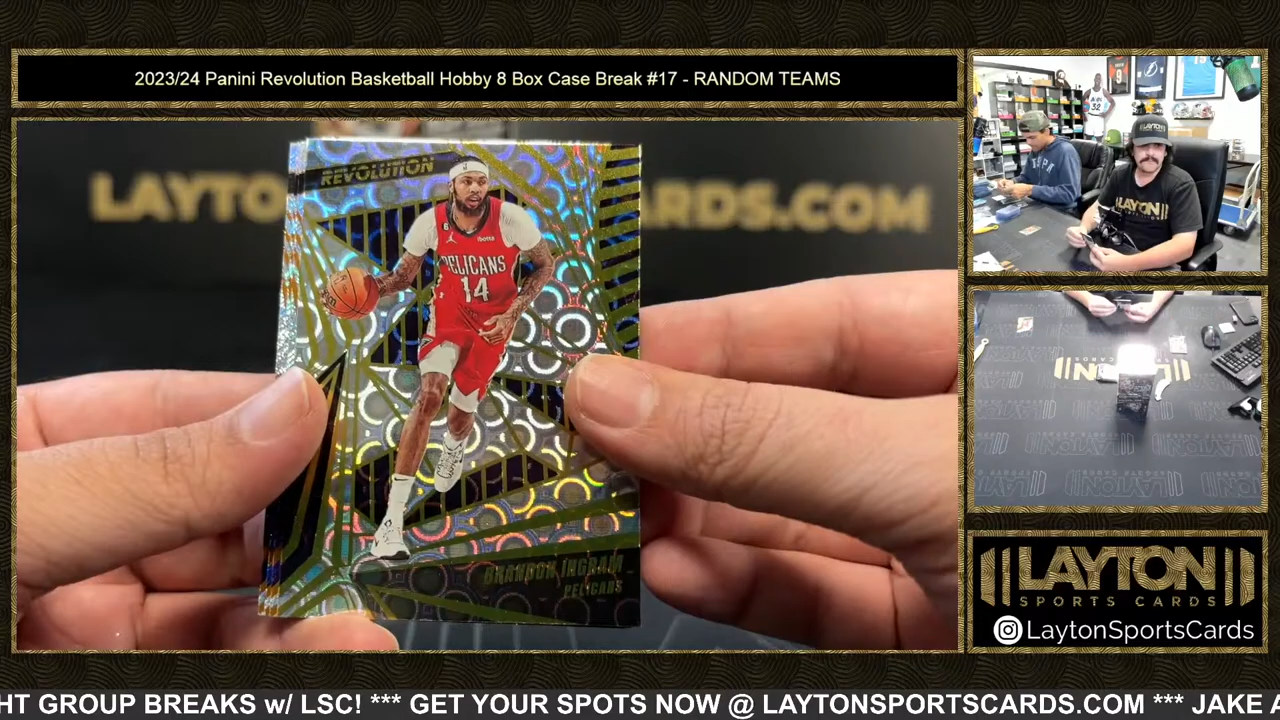 2023/24 Panini Revolution Basketball Hobby 8 Box Case Break #17 - RANDOM TEAMS
REVOLUTION
PELICANS
14
BRANDON INGRAM
PELICANS
LAYTON
SPORTS CARDS
LaytonSportsCards
HT GROUP BREAKS w/ LSC! *** GET YOUR SPOTS NOW @ LAYTONSPORTSCARDS.COM *** JAKE A